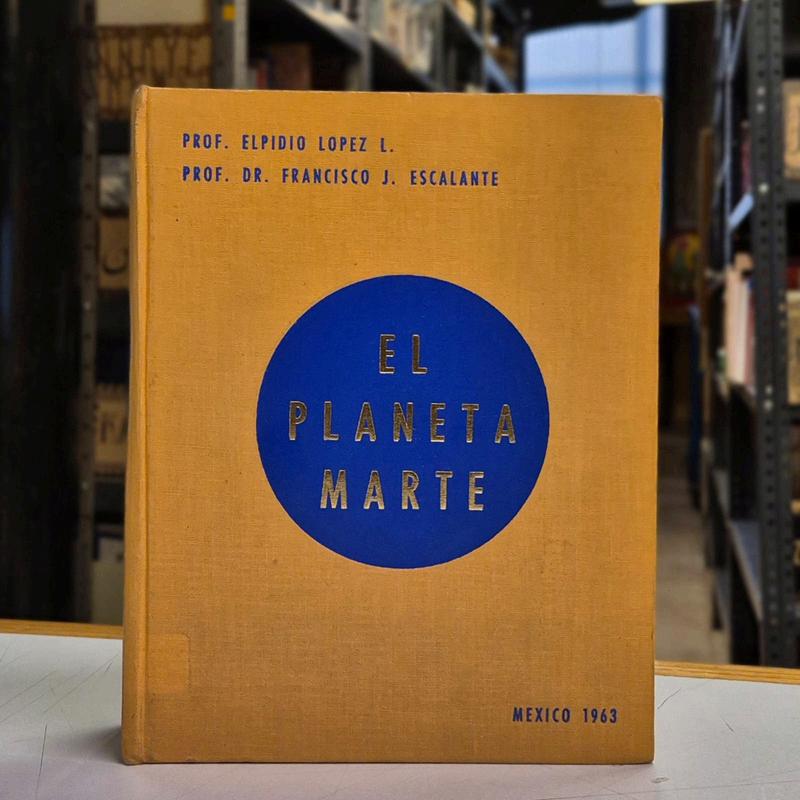 PROF. ELPIDIO LOPEZ L.
PROF. DR. FRANCISCO J. ESCALANTE
EL
PLANETA
MARTE
MEXICO 1963